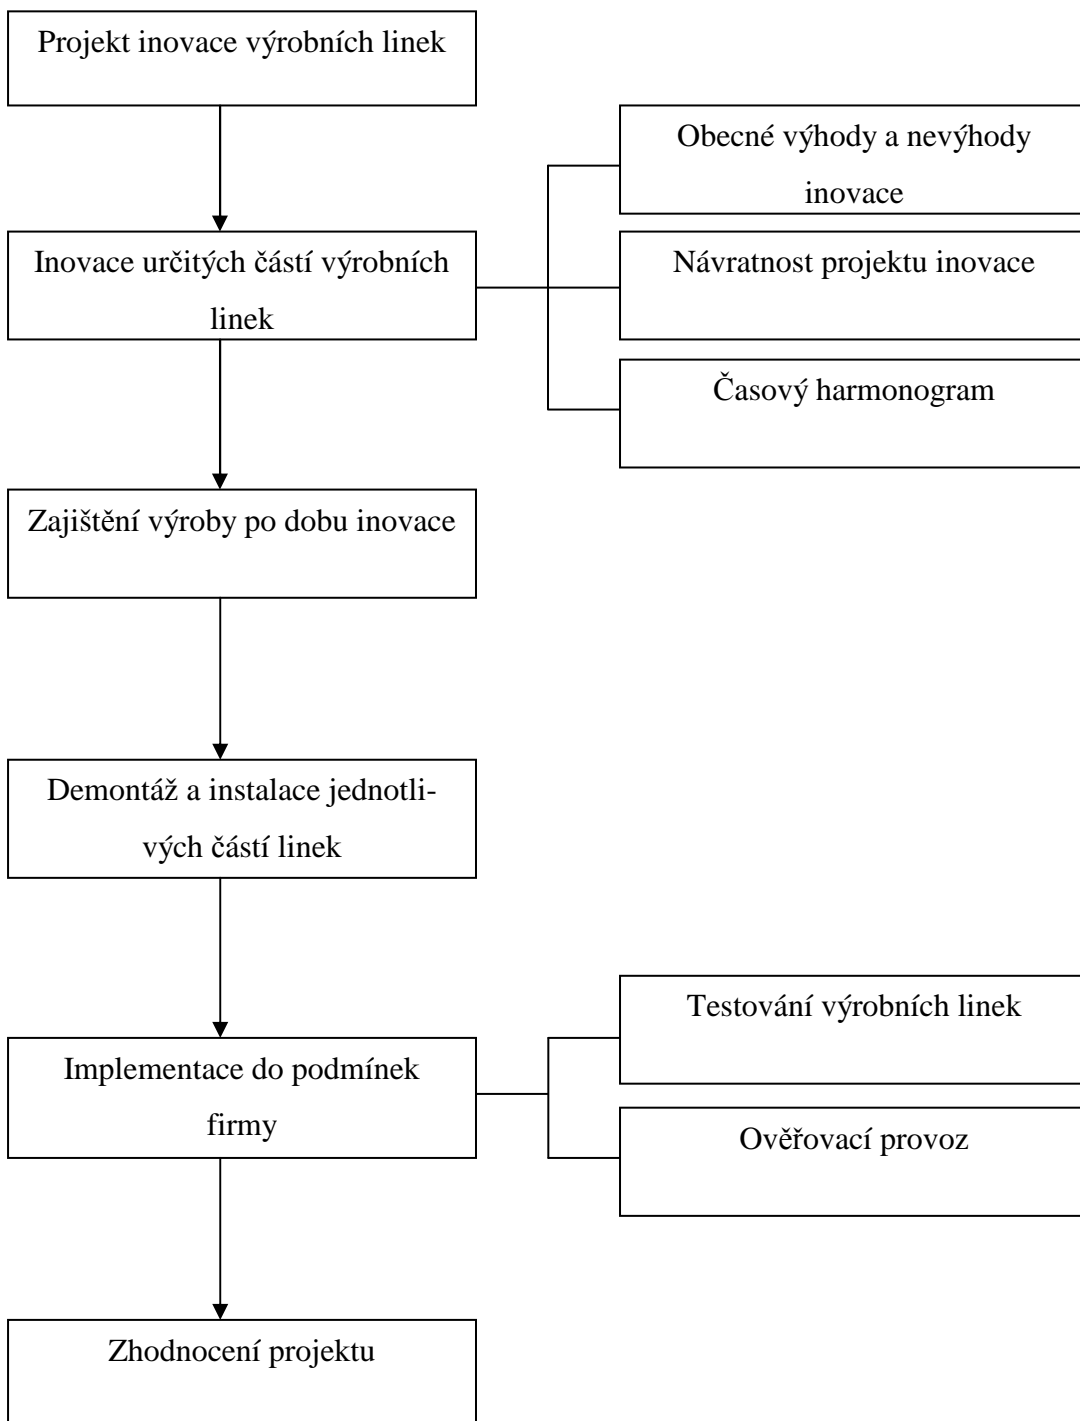 Projekt inovace výrobních linek
Obecné výhody a nevýhody
inovace
Inovace určitých částí výrobních
linek
Návratnost projektu inovace
Časový harmonogram
Zajištění výroby po dobu inovace
Demontáž a instalace jednotli-
vých částí linek
Testování výrobních linek
Implementace do podmínek
firmy
Ověřovací provoz
Zhodnocení projektu